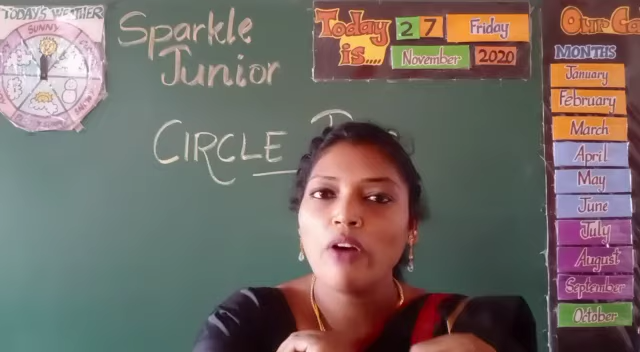 TODAYS WEATHER
SUNNY
Sparkle
Junior
CIRCLE
Today
is....
27 Friday
November 2020
MONTHS
January
February
March
April
May
June
July
August
September
October